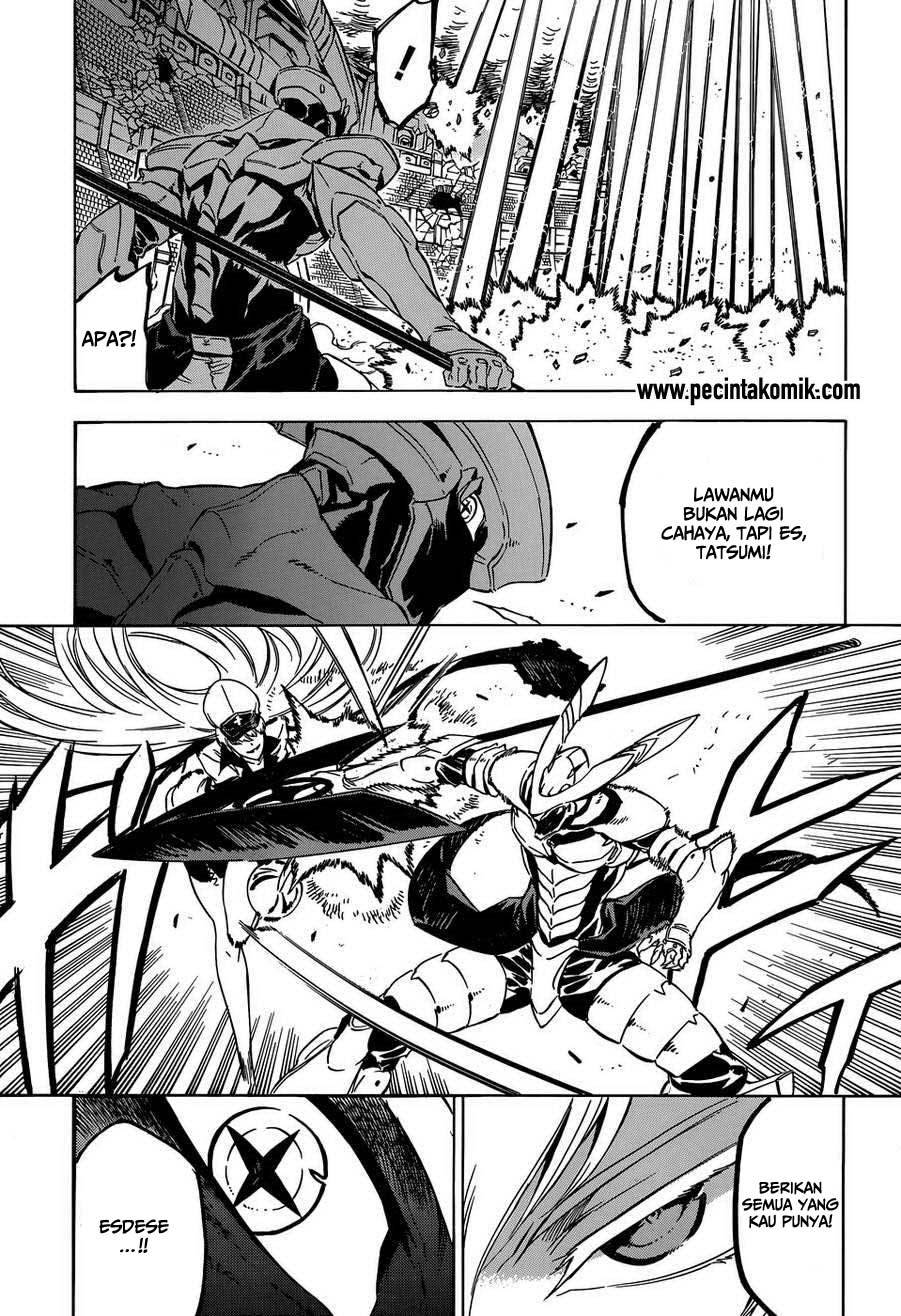 !
APA?!
www.pecintakomik.com
LAWANMU
BUKAN LAGI
CAHAYA, TAPI ES,
TATSUMI!
BERIKAN
SEMUA YANG
KAU PUNYA!
ESDESE
...!!